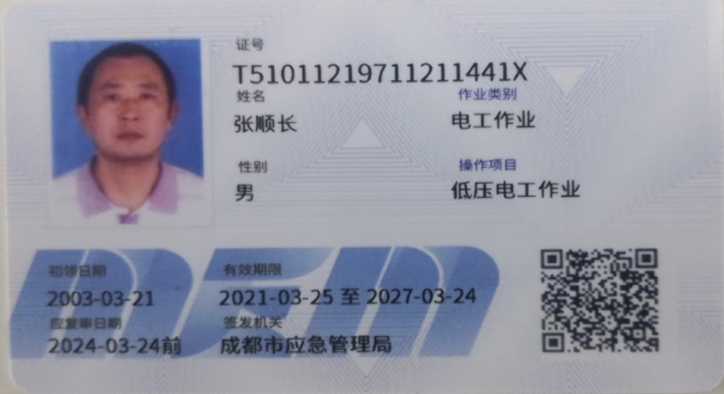 证号
T51011219711211441X
姓名
作业类别
张顺长
电工作业
性别
操作项目
男
低压电工作业
初领日期
有效期限
2003-03-21
2021-03-25 至 2027-03-24
应复审日期
签发机关
2024-03-24前
成都市应急管理局